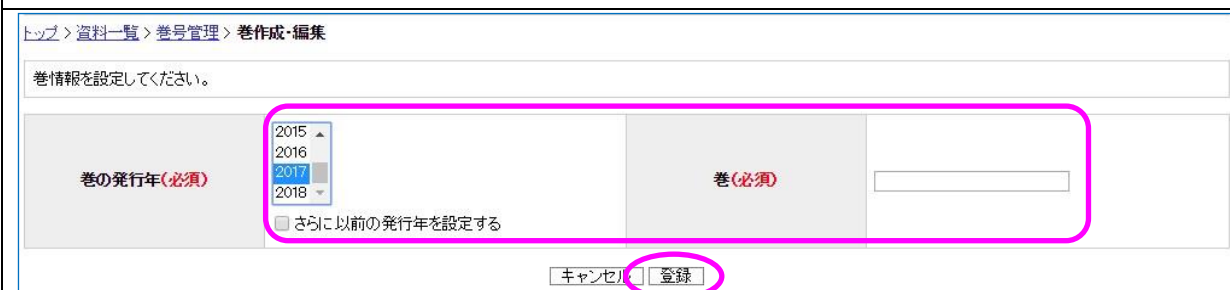 トップ > 資料一覧 > 巻号管理 > 巻作成・編集
巻情報を設定してください。
巻の発行年(必須)
2015
2016
2017
2018
さらに以前の発行年を設定する
巻(必須)
キャンセル 登録